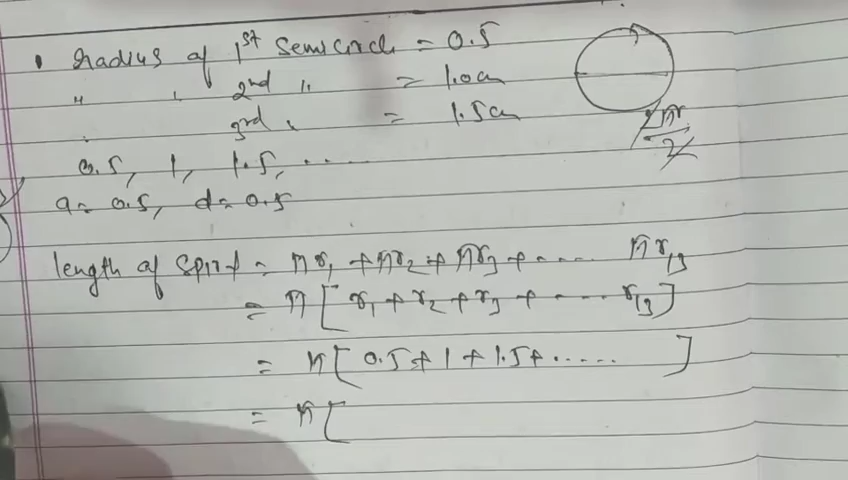 • Radius of 1st Semicircle = 0.5
" " 2nd " = 1.0cm
" 3rd " = 1.5cm
2πr/2
0.5, 1, 1.5, .....
a = 0.5, d = 0.5
length of Spiral = πr1 + πr2 + πr3 + ..... πr13
= π[r1 + r2 + r3 + ..... r13]
= π[0.5 + 1 + 1.5 + ..... ]
= π[